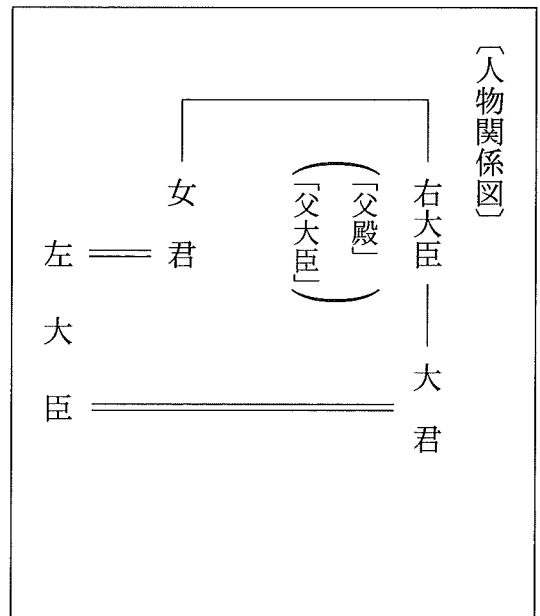 〔人物関係図〕
右大臣
(「父殿」
「父大臣」)
大君
女君
左大臣